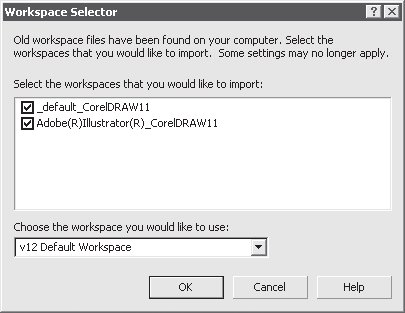 Workspace Selector
Old workspace files have been found on your computer. Select the
workspaces that you would like to import. Some settings may no longer apply.
Select the workspaces that you would like to import:
_default_CorelDRAW11
Adobe(R)Illustrator(R)_CorelDRAW11
Choose the workspace you would like to use:
v12 Default Workspace
OK Cancel Help